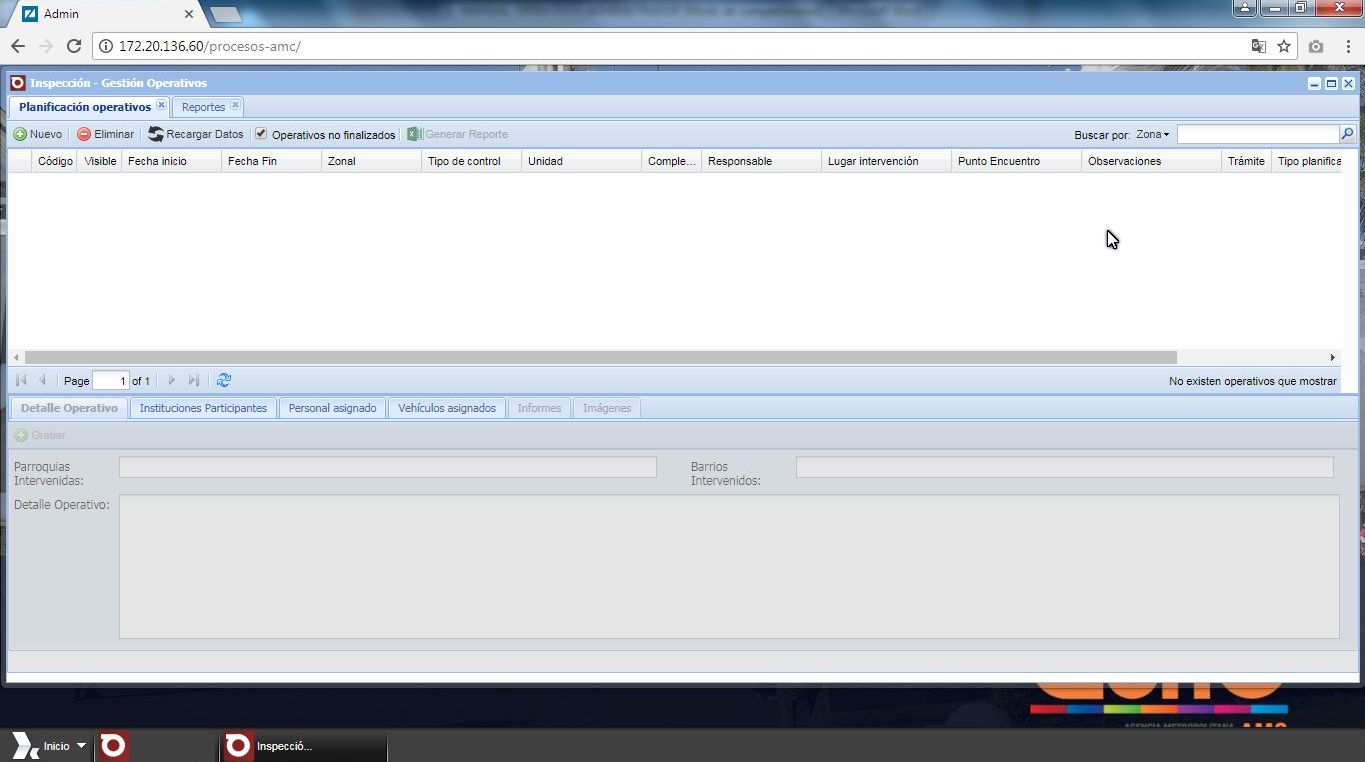 Admin
172.20.136.60/procesos-amc/
Inspección - Gestión Operativos
Planificación operativos Reportes
Nuevo Eliminar Recargar Datos Operativos no finalizados Generar Reporte Buscar por: Zona
Código Visible Fecha inicio Fecha Fin Zonal Tipo de control Unidad Comple... Responsable Lugar intervención Punto Encuentro Observaciones Trámite Tipo planifica
Page 1 of 1 No existen operativos que mostrar
Detalle Operativo Instituciones Participantes Personal asignado Vehículos asignados Informes Imágenes
Grabar
Parroquias Intervenidas: Barrios Intervenidos:
Detalle Operativo:
AGENCIA METROPOLITANA AMC
Inicio Inspecció...